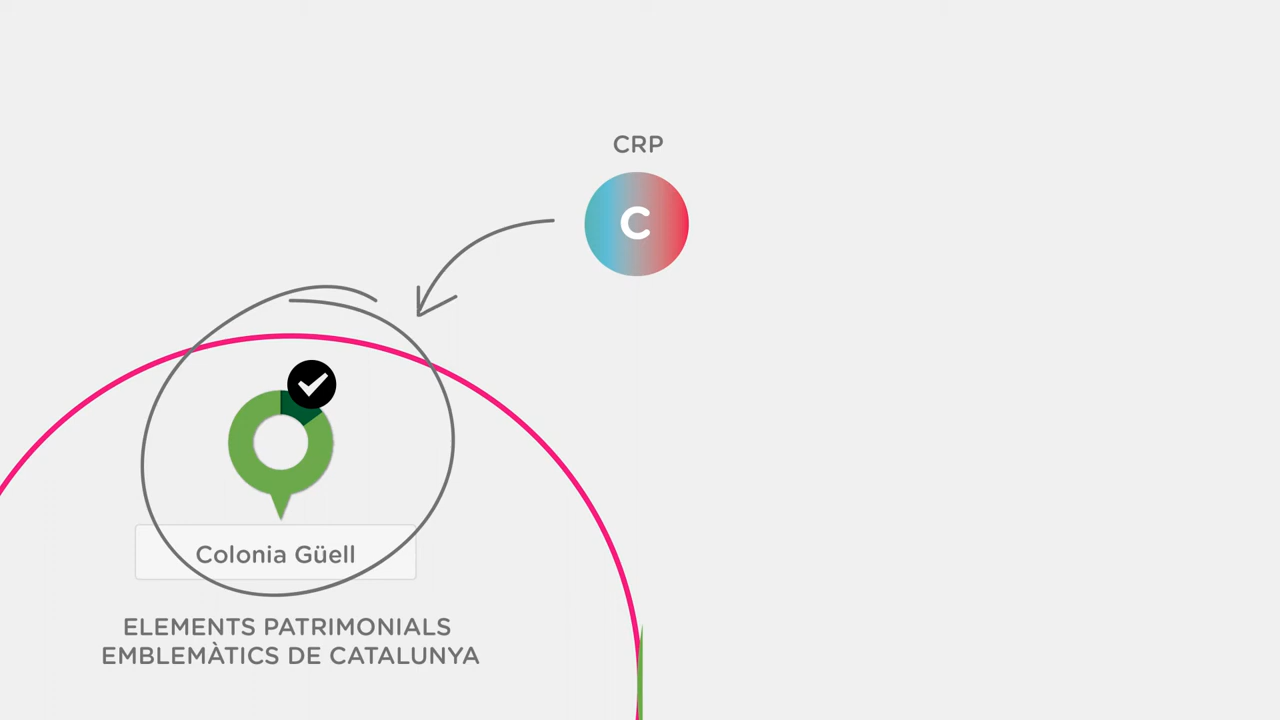 CRP
C
Colonia Güell
ELEMENTS PATRIMONIALS
EMBLEMÀTICS DE CATALUNYA